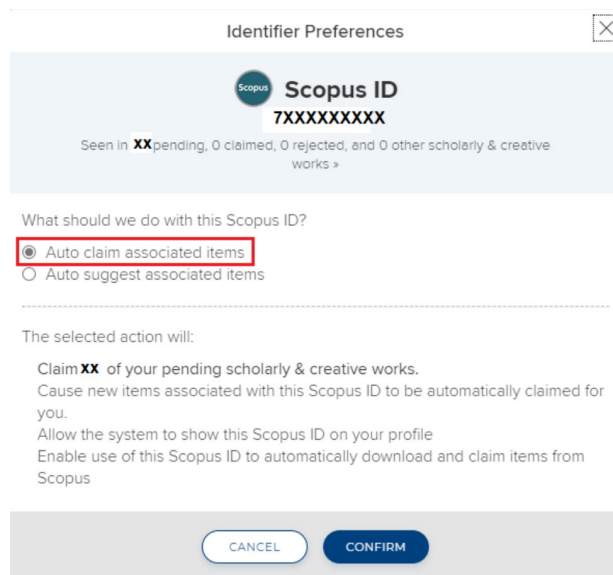 Identifier Preferences
Scopus
Scopus ID
7XXXXXXXXX
Seen in XX pending, 0 claimed, 0 rejected, and 0 other scholarly & creative
works »
What should we do with this Scopus ID?
Auto claim associated items
Auto suggest associated items
The selected action will:
Claim XX of your pending scholarly & creative works.
Cause new items associated with this Scopus ID to be automatically claimed for
you.
Allow the system to show this Scopus ID on your profile
Enable use of this Scopus ID to automatically download and claim items from
Scopus
CANCEL
CONFIRM